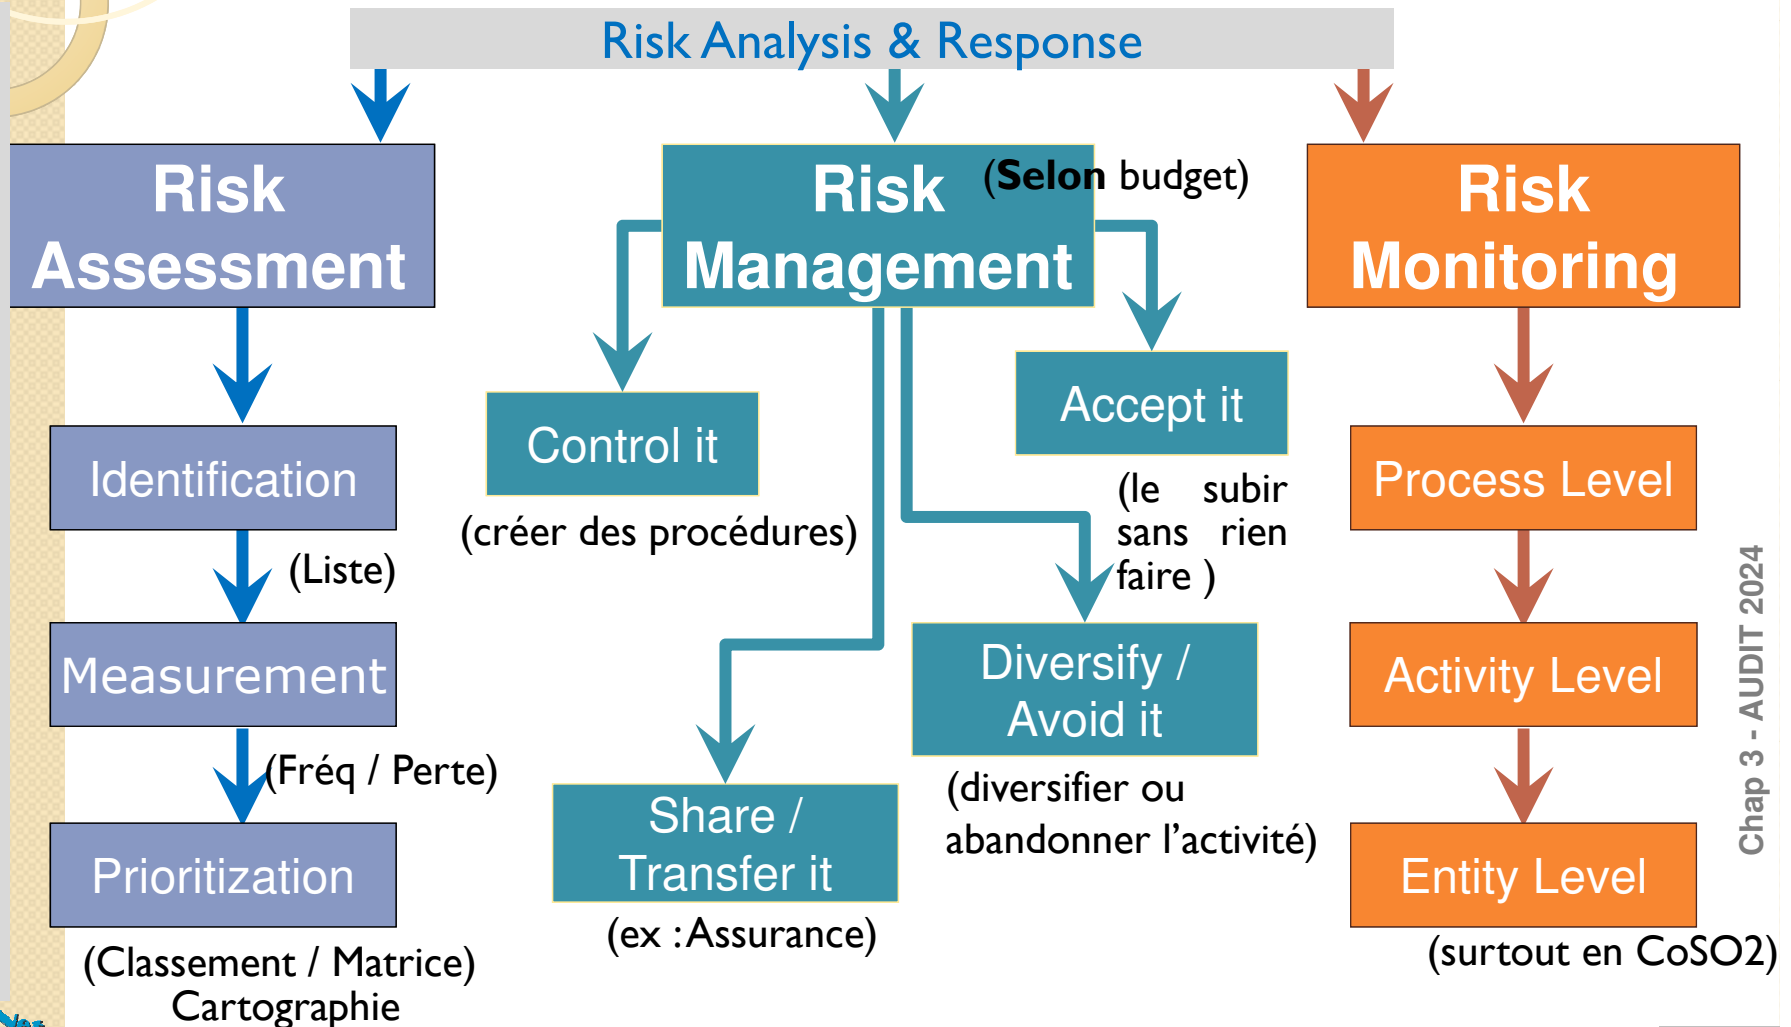 Risk Analysis & Response
Risk
Assessment
Identification
(Liste)
Measurement
(Fréq / Perte)
Prioritization
(Classement / Matrice)
Cartographie
Risk
Management
(Selon budget)
Control it
(créer des procédures)
Accept it
(le subir
sans rien
faire )
Share /
Transfer it
(ex : Assurance)
Diversify /
Avoid it
(diversifier ou
abandonner l’activité)
Risk
Monitoring
Process Level
Activity Level
Entity Level
(surtout en CoSO2)
Chap 3 - AUDIT 2024